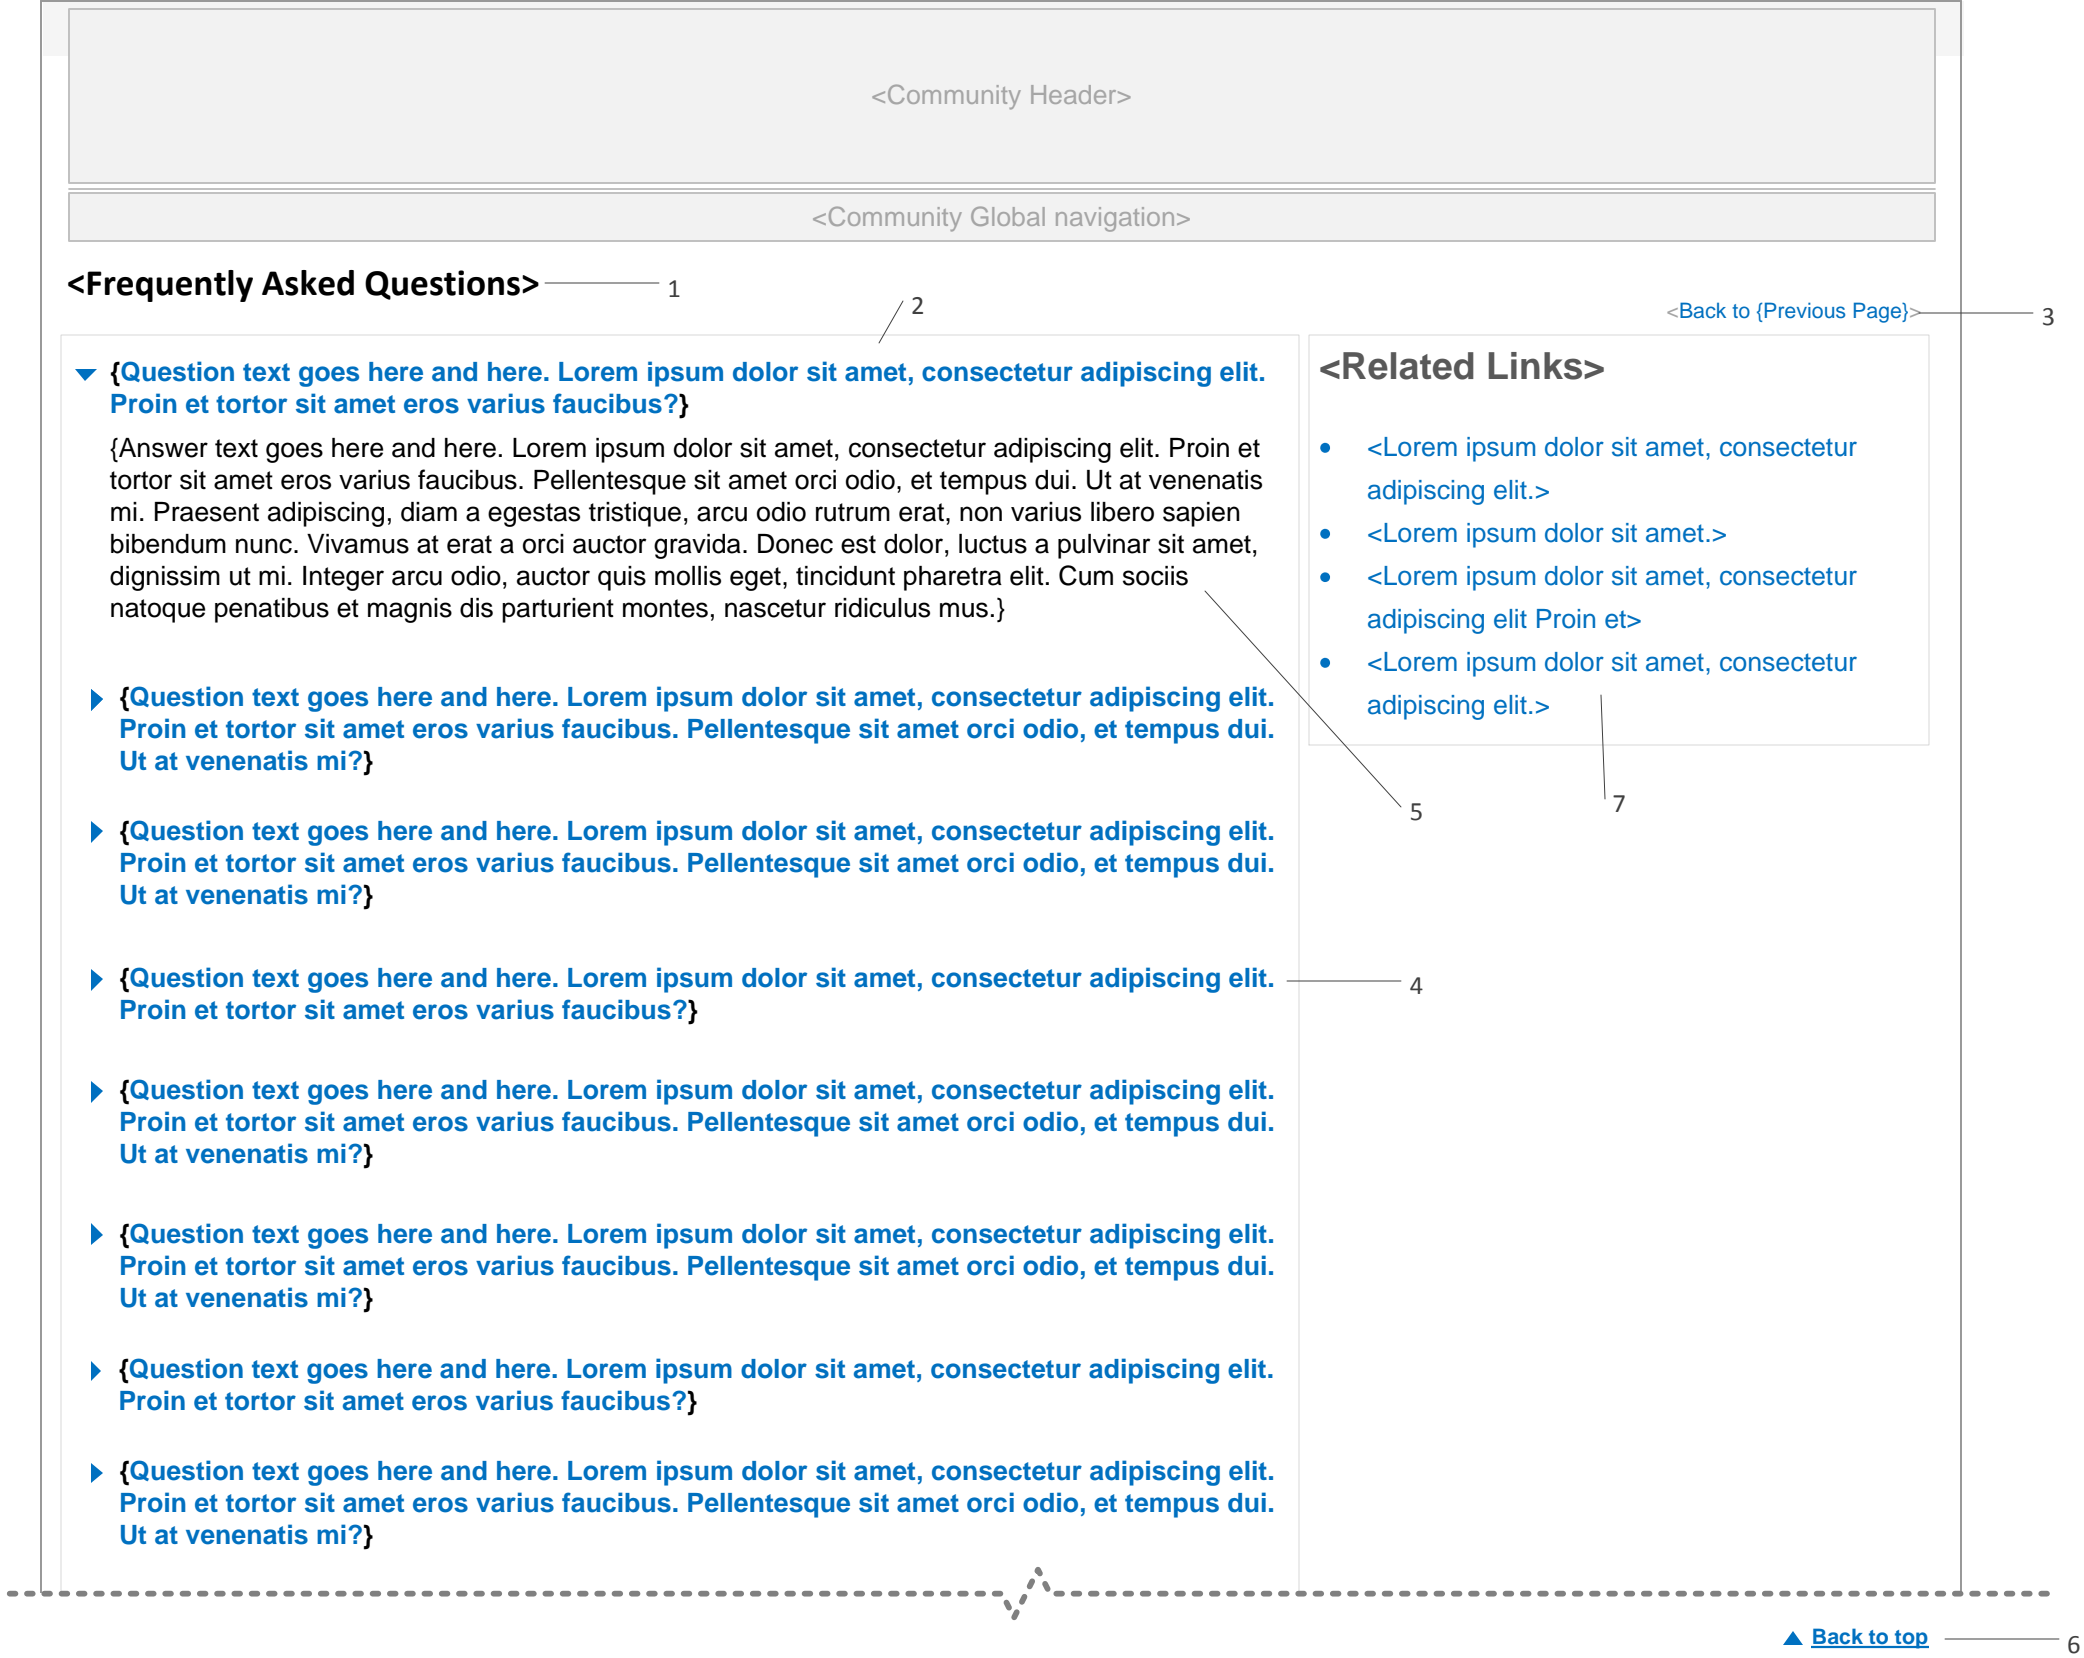 <Community Header>
<Community Global navigation>
<Frequently Asked Questions>
1
2
<Back to {Previous Page}>
3
{Question text goes here and here. Lorem ipsum dolor sit amet, consectetur adipiscing elit.
Proin et tortor sit amet eros varius faucibus?}
{Answer text goes here and here. Lorem ipsum dolor sit amet, consectetur adipiscing elit. Proin et
tortor sit amet eros varius faucibus. Pellentesque sit amet orci odio, et tempus dui. Ut at venenatis
mi. Praesent adipiscing, diam a egestas tristique, arcu odio rutrum erat, non varius libero sapien
bibendum nunc. Vivamus at erat a orci auctor gravida. Donec est dolor, luctus a pulvinar sit amet,
dignissim ut mi. Integer arcu odio, auctor quis mollis eget, tincidunt pharetra elit. Cum sociis
natoque penatibus et magnis dis parturient montes, nascetur ridiculus mus.}
{Question text goes here and here. Lorem ipsum dolor sit amet, consectetur adipiscing elit.
Proin et tortor sit amet eros varius faucibus. Pellentesque sit amet orci odio, et tempus dui.
Ut at venenatis mi?}
{Question text goes here and here. Lorem ipsum dolor sit amet, consectetur adipiscing elit.
Proin et tortor sit amet eros varius faucibus. Pellentesque sit amet orci odio, et tempus dui.
Ut at venenatis mi?}
{Question text goes here and here. Lorem ipsum dolor sit amet, consectetur adipiscing elit.
Proin et tortor sit amet eros varius faucibus?}
{Question text goes here and here. Lorem ipsum dolor sit amet, consectetur adipiscing elit.
Proin et tortor sit amet eros varius faucibus. Pellentesque sit amet orci odio, et tempus dui.
Ut at venenatis mi?}
{Question text goes here and here. Lorem ipsum dolor sit amet, consectetur adipiscing elit.
Proin et tortor sit amet eros varius faucibus. Pellentesque sit amet orci odio, et tempus dui.
Ut at venenatis mi?}
{Question text goes here and here. Lorem ipsum dolor sit amet, consectetur adipiscing elit.
Proin et tortor sit amet eros varius faucibus?}
{Question text goes here and here. Lorem ipsum dolor sit amet, consectetur adipiscing elit.
Proin et tortor sit amet eros varius faucibus. Pellentesque sit amet orci odio, et tempus dui.
Ut at venenatis mi?}
<Related Links>
<Lorem ipsum dolor sit amet, consectetur
adipiscing elit.>
<Lorem ipsum dolor sit amet.>
<Lorem ipsum dolor sit amet, consectetur
adipiscing elit Proin et>
<Lorem ipsum dolor sit amet, consectetur
adipiscing elit.>
5
7
4
Back to top
6